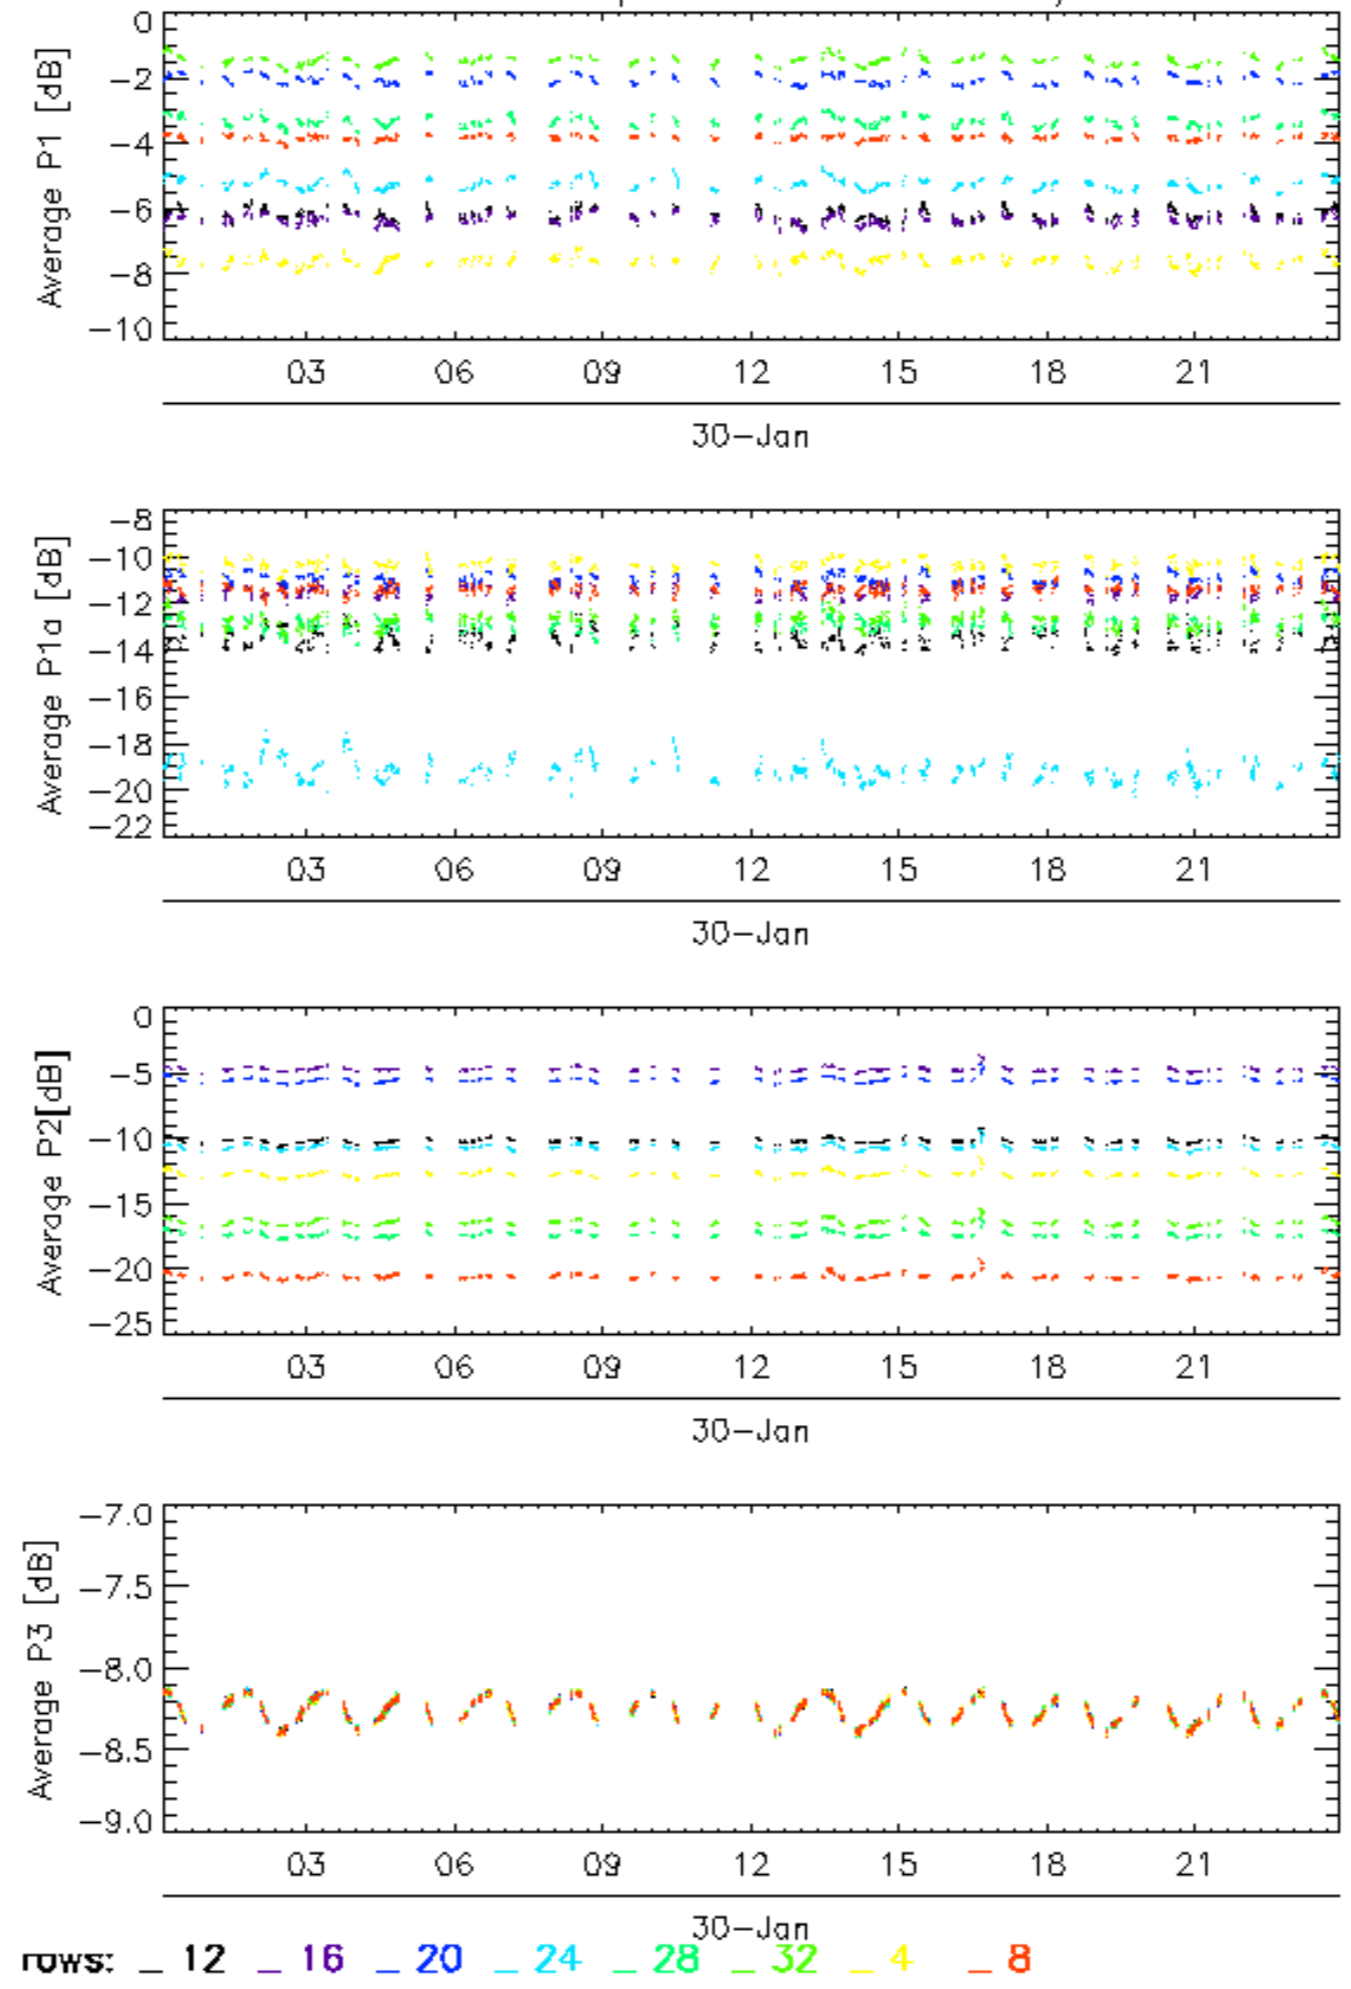 0
−2
−4
−6
−8
−10
Average P1 [dB]
03 06 09 12 15 18 21
30−Jan
−8
−10
−12
−14
−16
−18
−20
−22
Average P1a [dB]
03 06 09 12 15 18 21
30−Jan
0
−5
−10
−15
−20
−25
Average P2[dB]
03 06 09 12 15 18 21
30−Jan
−7.0
−7.5
−8.0
−8.5
−9.0
Average P3 [dB]
03 06 09 12 15 18 21
30−Jan
rows: _ 12 _ 16 _ 20 _ 24 _ 28 _ 32 _ 4 _ 8